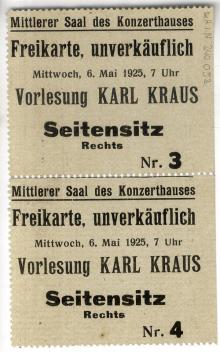 Mittlerer Saal des Konzerthauses
Freikarte, unverkäuflich
Mittwoch, 6. Mai 1925, 7 Uhr
Vorlesung KARL KRAUS
Seitensitz
Rechts
Nr. 3
Mittlerer Saal des Konzerthauses
Freikarte, unverkäuflich
Mittwoch, 6. Mai 1925, 7 Uhr
Vorlesung KARL KRAUS
Seitensitz
Rechts
Nr. 4